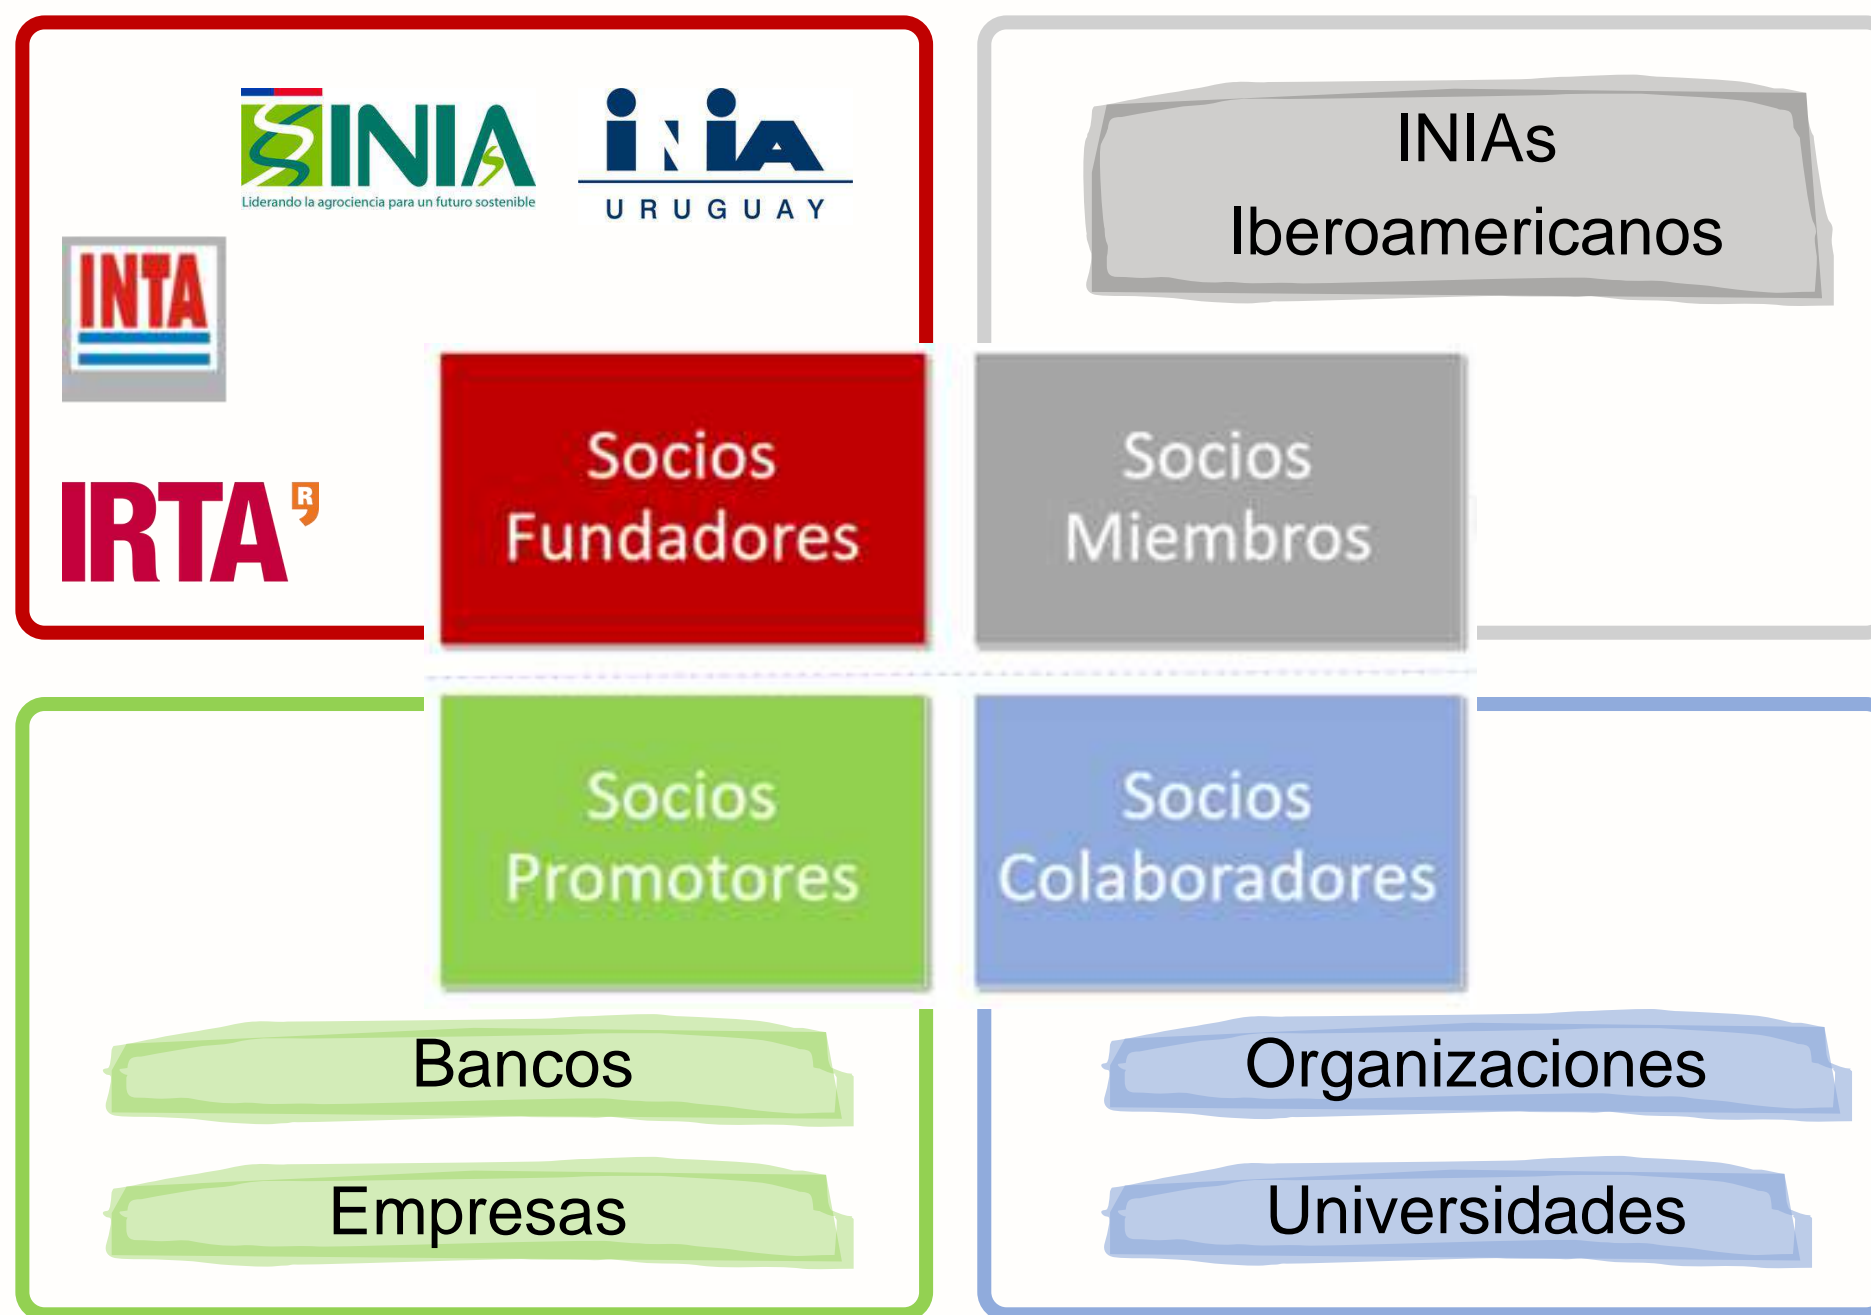 INIA
Liderando la agrociencia para un futuro sostenible
iNiA
URUGUAY
INTA
IRTA R
Socios
Fundadores
INIAs
Iberoamericanos
Socios
Miembros
Socios
Promotores
Bancos
Empresas
Socios
Colaboradores
Organizaciones
Universidades